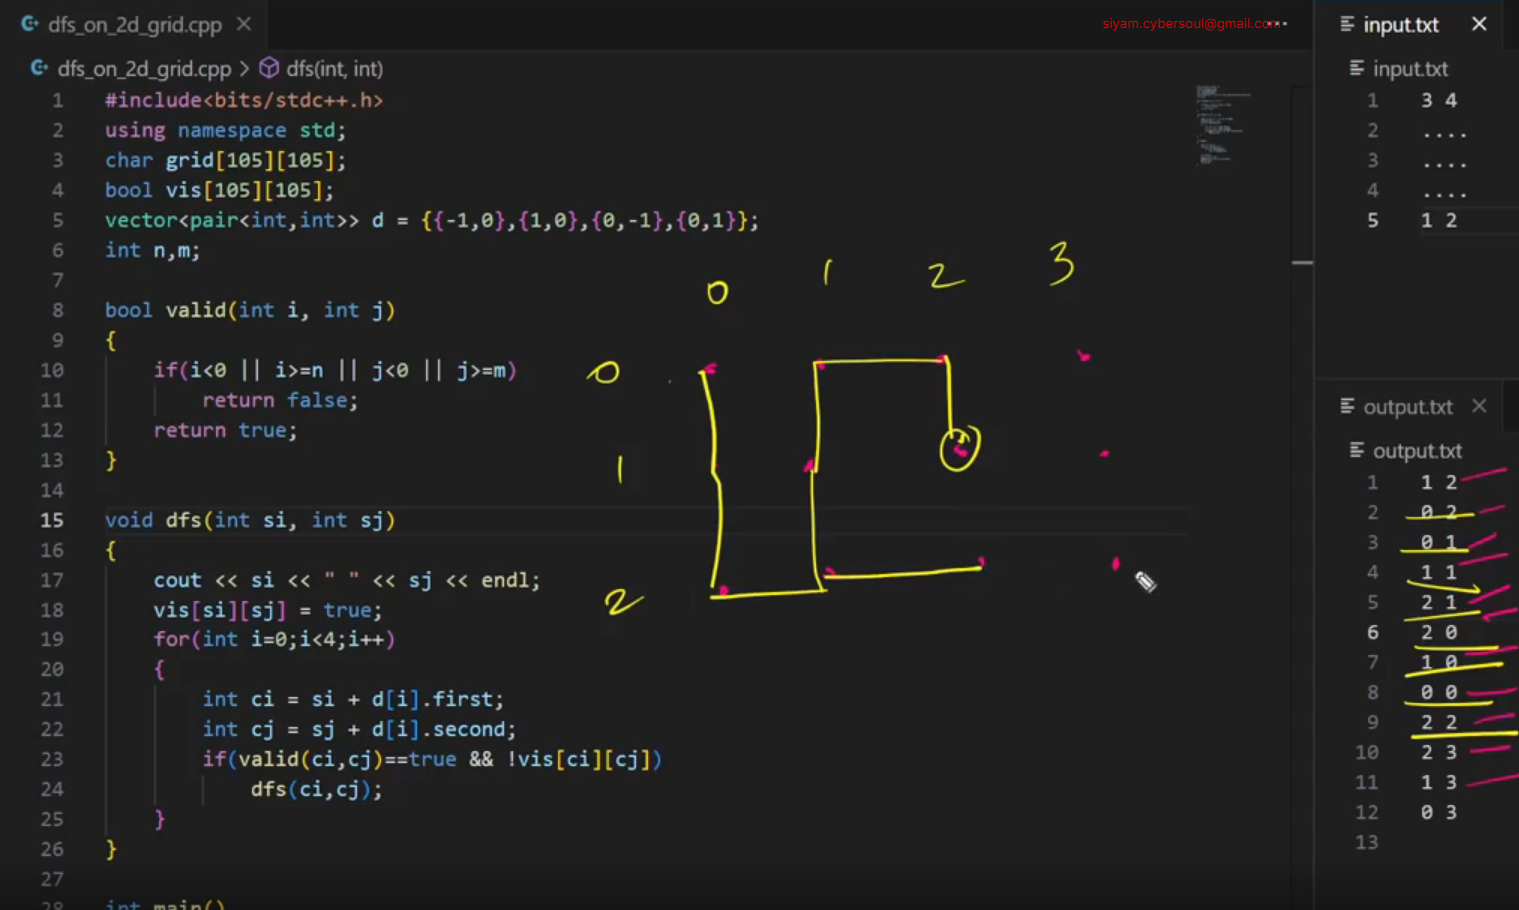 dfs_on_2d_grid.cpp
siyam.cybersoul@gmail.com
dfs_on_2d_grid.cpp > dfs(int, int)
1 #include<bits/stdc++.h>
2 using namespace std;
3 char grid[105][105];
4 bool vis[105][105];
5 vector<pair<int,int>> d = {{-1,0},{1,0},{0,-1},{0,1}};
6 int n,m;
7
8 bool valid(int i, int j)
9 {
10 if(i<0 || i>=n || j<0 || j>=m)
11 return false;
12 return true;
13 }
14
15 void dfs(int si, int sj)
16 {
17 cout << si << " " << sj << endl;
18 vis[si][sj] = true;
19 for(int i=0;i<4;i++)
20 {
21 int ci = si + d[i].first;
22 int cj = sj + d[i].second;
23 if(valid(ci,cj)==true && !vis[ci][cj])
24 dfs(ci,cj);
25 }
26 }
27
28 int main()
0 1 2 3
0
1
2
input.txt
input.txt
1 3 4
2 ....
3 ....
4 ....
5 1 2
output.txt
output.txt
1 1 2
2 0 2
3 0 1
4 1 1
5 2 1
6 2 0
7 1 0
8 0 0
9 2 2
10 2 3
11 1 3
12 0 3
13